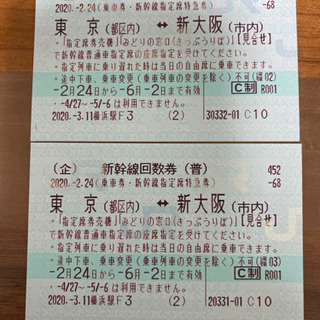 2020.-2.24(乗車券・新幹線指定席特急券) -68
東京(都区内) ↔ 新大阪(市内)
・「指定席券売機」「みどりの窓口(きっぷうりば)」【見合せ】
で新幹線普通車指定席の座席指定を受けてください。
・指定列車に乗り遅れた時は当日の自由席に乗車できます。
・途中下車、乗車変更(乗車列車の変更を除く)不可(綴02)
-2月24日から-6月-2日まで有効 C制 R001
・-4/27~-5/-6は利用できません。
2020.-3.11横浜駅F3 (2) 30332-01 C10
(企) 新幹線回数券(普) 452
2020.-2.24(乗車券・新幹線指定席特急券) -68
東京(都区内) ↔ 新大阪(市内)
・「指定席券売機」「みどりの窓口(きっぷうりば)」【見合せ】
で新幹線普通車指定席の座席指定を受けてください。
・指定列車に乗り遅れた時は当日の自由席に乗車できます。
・途中下車、乗車変更(乗車列車の変更を除く)不可(綴03)
-2月24日から-6月-2日まで有効 C制 R001
・-4/27~-5/-6は利用できません。
2020.-3.11横浜駅F3 (2) 20331-01 C10